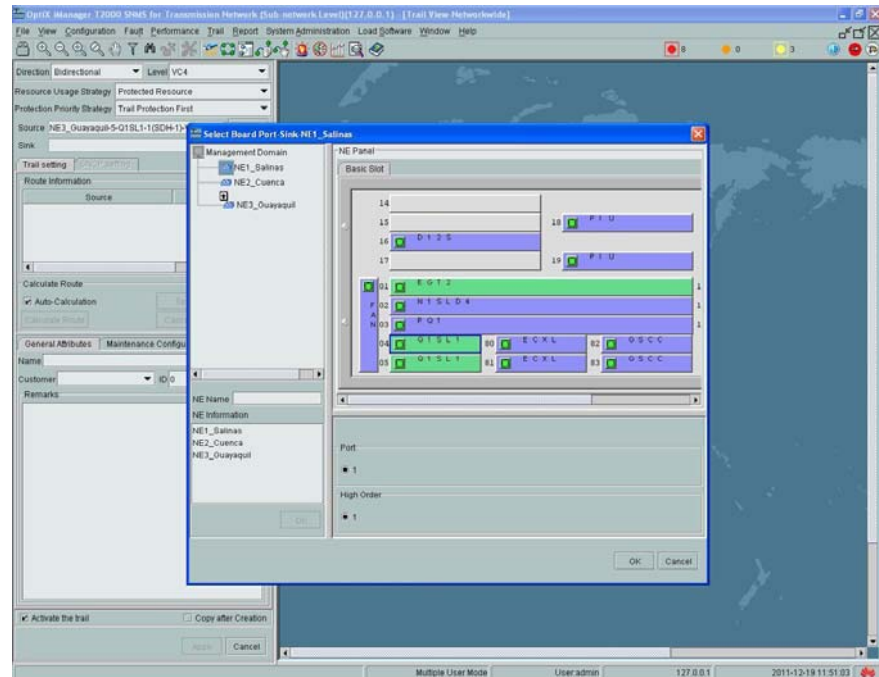 OptiX iManager T2000 SNMS for Transmission Network (Sub-network Level)(127.0.0.1) - [Trail View Networkwide]
File View Configuration Fault Performance Trail Report System Administration Load Software Window Help
8 0 3
Direction Bidirectional Level VC4
Resource Usage Strategy Protected Resource
Protection Priority Strategy Trail Protection First
Source NE3_Guayaquil-5-Q1SL1-1(SDH-1)-
Sink
Trail setting
Route Information
Source
Calculate Route
Auto-Calculation
Calculate Route
General Attributes Maintenance Configu
Name
Customer ID 0
Remarks
Activate the trail Copy after Creation
Apply Cancel
Select Board Port-Sink-NE1_Salinas
Management Domain
NE1_Salinas
NE2_Cuenca
NE3_Guayaquil
NE Name
NE Information
NE1_Salinas
NE2_Cuenca
NE3_Guayaquil
OK
NE Panel
Basic Slot
14
15 18 PIU
16 D12S
17 19 PIU
01 EGT2 1
FAN 02 N1SLD4 1
03 PQ1 1
04 Q1SL1 80 ECXL 82 GSCC
05 Q1SL1 81 ECXL 83 GSCC
Port
1
High Order
1
OK Cancel
Multiple User Mode User:admin 127.0.0.1 2011-12-19 11:51:03